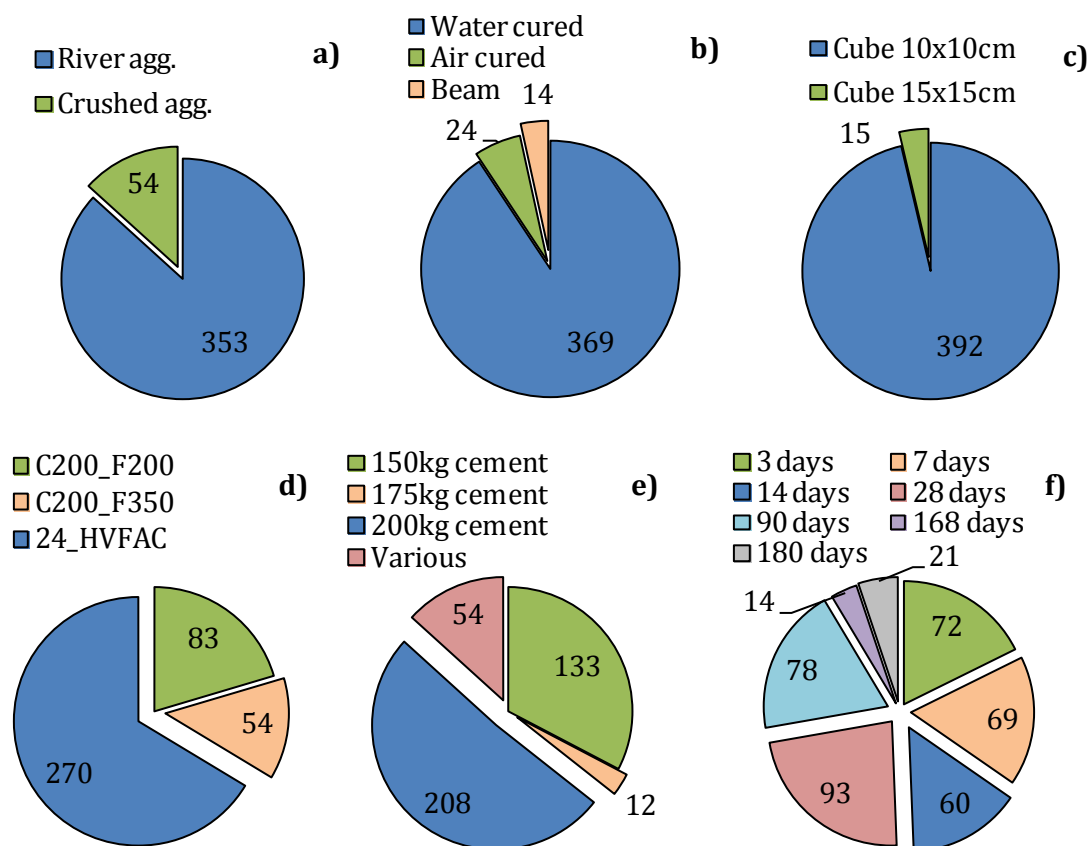 River agg.
Crushed agg.
a)
54
353
Water cured
Air cured
Beam
b)
14
24
369
Cube 10x10cm
Cube 15x15cm
c)
15
392
C200_F200
C200_F350
24_HVFAC
d)
83
54
270
150kg cement
175kg cement
200kg cement
Various
e)
54
133
208
12
3 days
7 days
14 days
28 days
90 days
168 days
180 days
f)
21
14
72
78
69
93
60